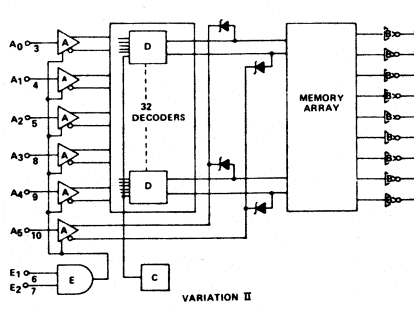 A0 3 A
A1 4 A
A2 5 A
A3 8 A
A4 9 A
A5 10 A
E1 6
E2 7
E
D
32
DECODERS
D
C
MEMORY
ARRAY
B
B
B
B
B
B
B
B
B
VARIATION II